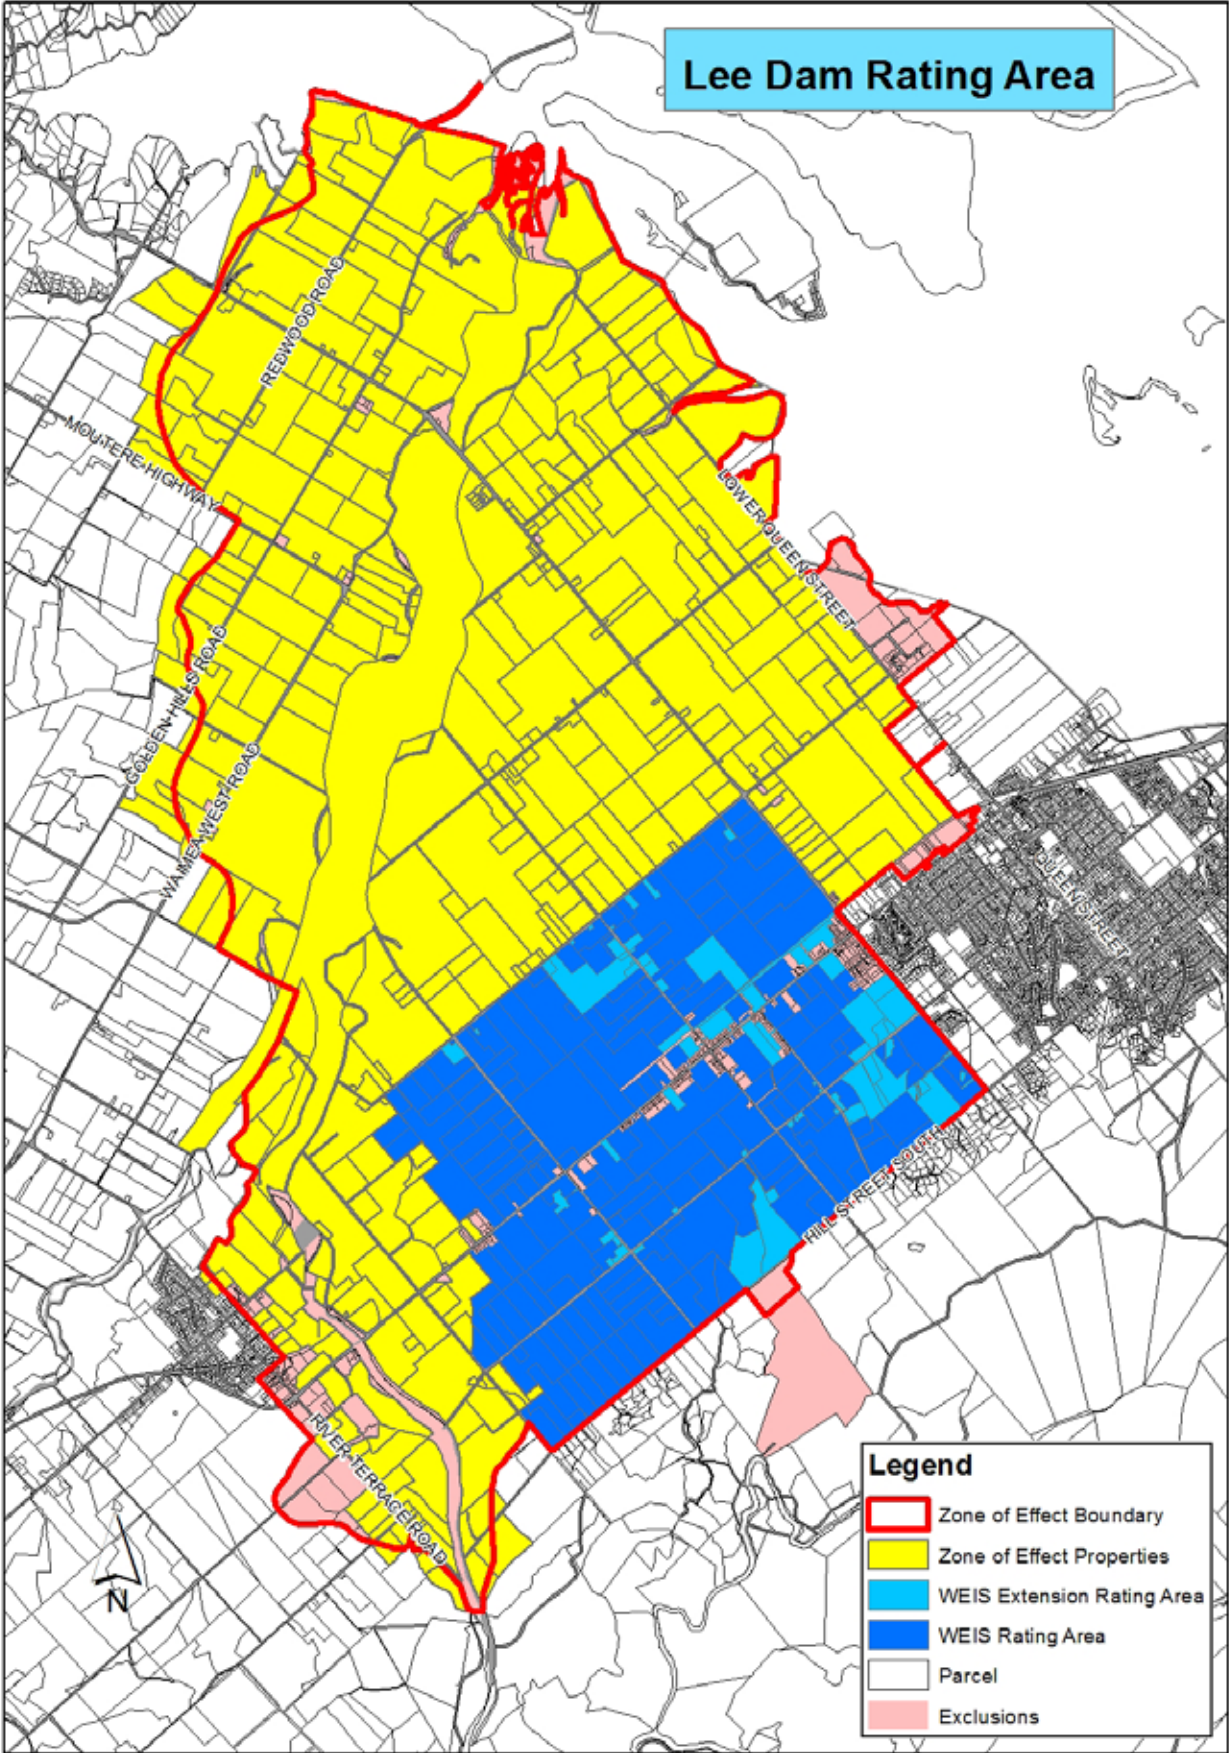 Lee Dam Rating Area
REDWOOD ROAD
MOUTERE HIGHWAY
LOWER QUEEN STREET
GOLDEN HILLS ROAD
WAIMEA WEST ROAD
QUEEN STREET
HILL STREET SOUTH
RIVER TERRACE ROAD
N
Legend
Zone of Effect Boundary
Zone of Effect Properties
WEIS Extension Rating Area
WEIS Rating Area
Parcel
Exclusions